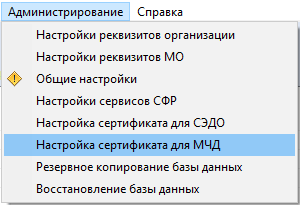 Администрирование Справка
Настройки реквизитов организации
Настройки реквизитов МО
Общие настройки
Настройки сервисов СФР
Настройка сертификата для СЭДО
Настройка сертификата для МЧД
Резервное копирование базы данных
Восстановление базы данных